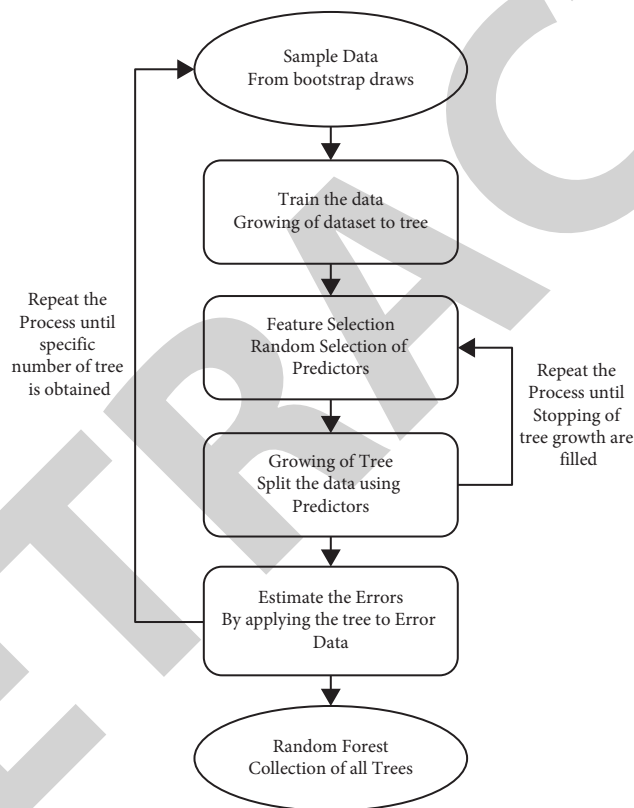 Sample Data
From bootstrap draws
Train the data
Growing of dataset to tree
Repeat the
Process until
specific
number of tree
is obtained
Feature Selection
Random Selection of
Predictors
Repeat the
Process until
Stopping of
tree growth are
filled
Growing of Tree
Split the data using
Predictors
Estimate the Errors
By applying the tree to Error
Data
Random Forest
Collection of all Trees
ETRAC